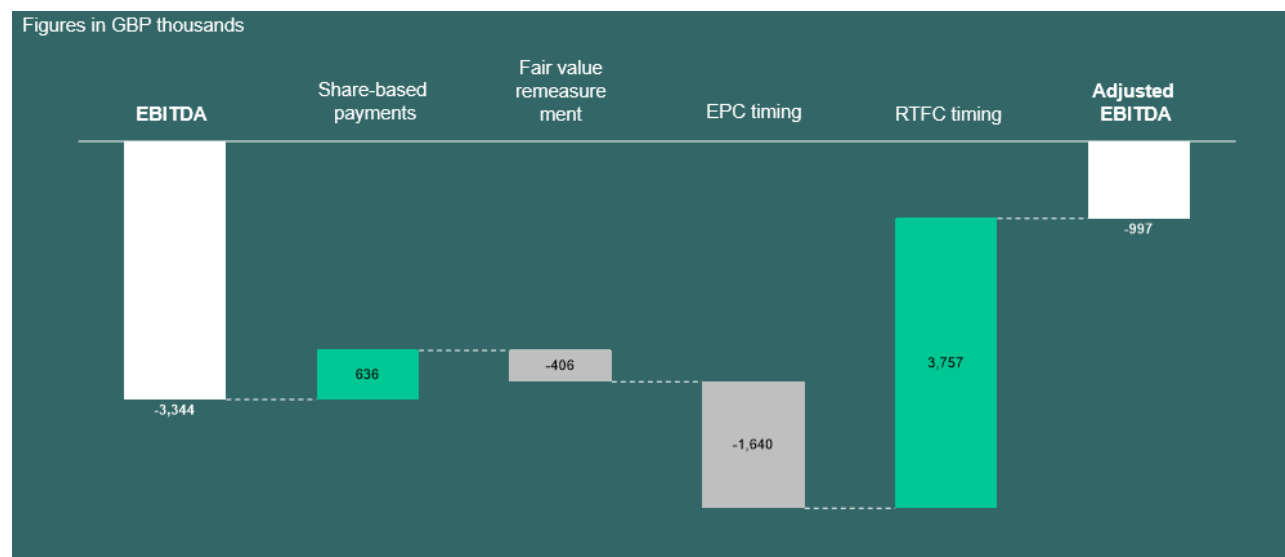 Figures in GBP thousands
EBITDA
Share-based
payments
Fair value
remeasure
ment
EPC timing
RTFC timing
Adjusted
EBITDA
-3,344
636
-406
-1,640
3,757
-997